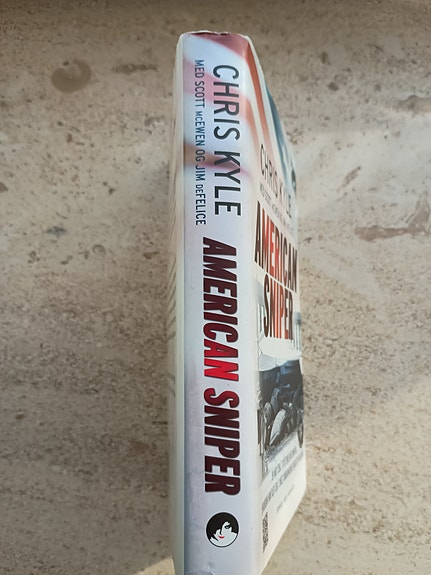 CHRIS KYLE
MED SCOTT McEWEN OG JIM DeFELICE
AMERICAN SNIPER
CHRIS KYLE
AMERICAN
SNIPER